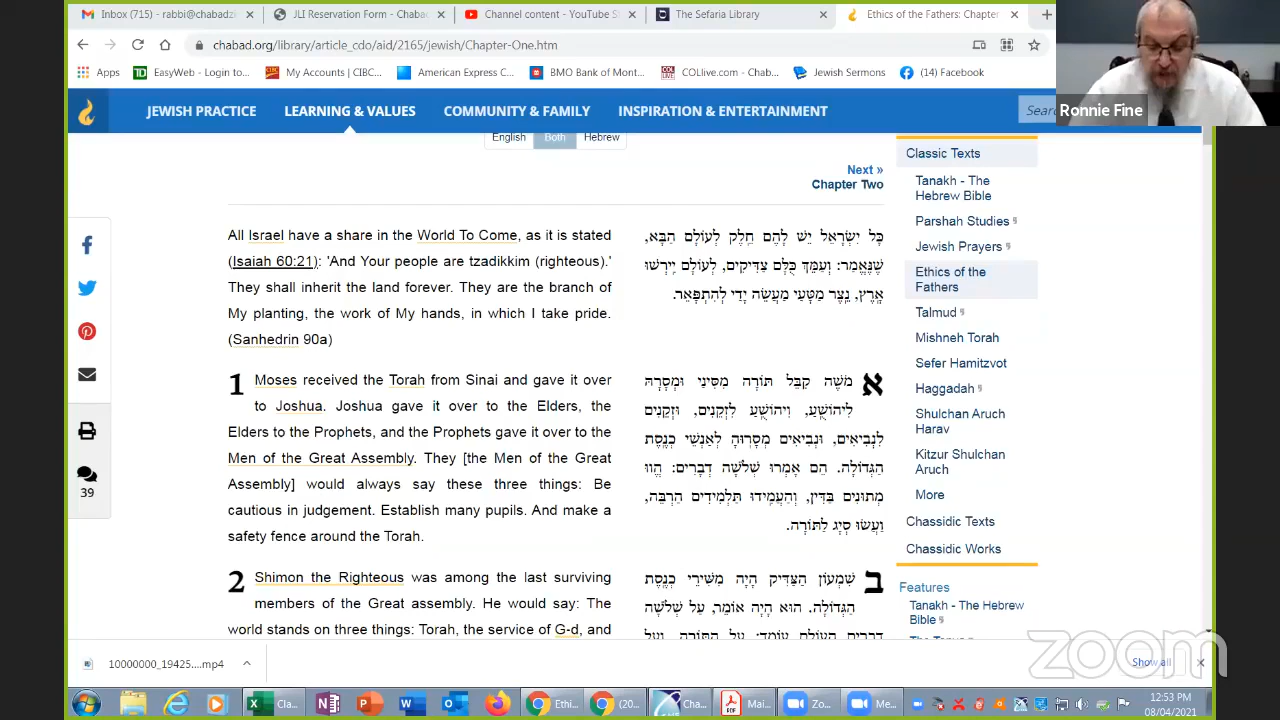 Inbox (715) - rabbi@chabadzi
JLI Reservation Form - Chaba
Channel content - YouTube S
The Sefaria Library
Ethics of the Fathers: Chapter
chabad.org/library/article_cdo/aid/2165/jewish/Chapter-One.htm
Apps
EasyWeb - Login to...
My Accounts | CIBC...
American Express C...
BMO Bank of Mont...
COLlive.com - Chab...
Jewish Sermons
(14) Facebook
JEWISH PRACTICE
LEARNING & VALUES
COMMUNITY & FAMILY
INSPIRATION & ENTERTAINMENT
Sear
Ronnie Fine
English
Both
Hebrew
Next »
Chapter Two
All Israel have a share in the World To Come, as it is stated
(Isaiah 60:21): 'And Your people are tzadikkim (righteous).'
They shall inherit the land forever. They are the branch of
My planting, the work of My hands, in which I take pride.
(Sanhedrin 90a)
כָּל יִשְׂרָאֵל יֵשׁ לָהֶם חֵלֶק לְעוֹלָם הַבָּא,
שֶׁנֶּאֱמַר: וְעַמֵּךְ כֻּלָּם צַדִּיקִים, לְעוֹלָם יִירְשׁוּ
אָרֶץ, נֵצֶר מַטָּעַי מַעֲשֵׂה יָדַי לְהִתְפָּאֵר.
1 Moses received the Torah from Sinai and gave it over
to Joshua. Joshua gave it over to the Elders, the
Elders to the Prophets, and the Prophets gave it over to the
Men of the Great Assembly. They [the Men of the Great
Assembly] would always say these three things: Be
cautious in judgement. Establish many pupils. And make a
safety fence around the Torah.
א מֹשֶׁה קִבֵּל תּוֹרָה מִסִּינַי וּמְסָרָהּ
לִיהוֹשֻׁעַ, וִיהוֹשֻׁעַ לִזְקֵנִים, וּזְקֵנִים
לִנְבִיאִים, וּנְבִיאִים מְסָרוּהָ לְאַנְשֵׁי כְנֶסֶת
הַגְּדוֹלָה. הֵם אָמְרוּ שְׁלֹשָׁה דְבָרִים: הֱווּ
מְתוּנִים בַּדִּין, וְהַעֲמִידוּ תַּלְמִידִים הַרְבֵּה,
וַעֲשׂוּ סְיָג לַתּוֹרָה.
2 Shimon the Righteous was among the last surviving
members of the Great assembly. He would say: The
world stands on three things: Torah, the service of G-d, and
ב שִׁמְעוֹן הַצַּדִּיק הָיָה מִשְּׁיָרֵי כְנֶסֶת
הַגְּדוֹלָה. הוּא הָיָה אוֹמֵר, עַל שְׁלֹשָׁה
דְבָרִים הָעוֹלָם עוֹמֵד: עַל הַתּוֹרָה, וְעַל
39
Classic Texts
Tanakh - The
Hebrew Bible
Parshah Studies
Jewish Prayers
Ethics of the
Fathers
Talmud
Mishneh Torah
Sefer Hamitzvot
Haggadah
Shulchan Aruch
Harav
Kitzur Shulchan
Aruch
More
Chassidic Texts
Chassidic Works
Features
Tanakh - The Hebrew
Bible
zoom
10000000_19425....mp4
Show all
Cla...
Ethi...
(20...
Cha...
Mai...
Zo...
Me...
12:53 PM
08/04/2021